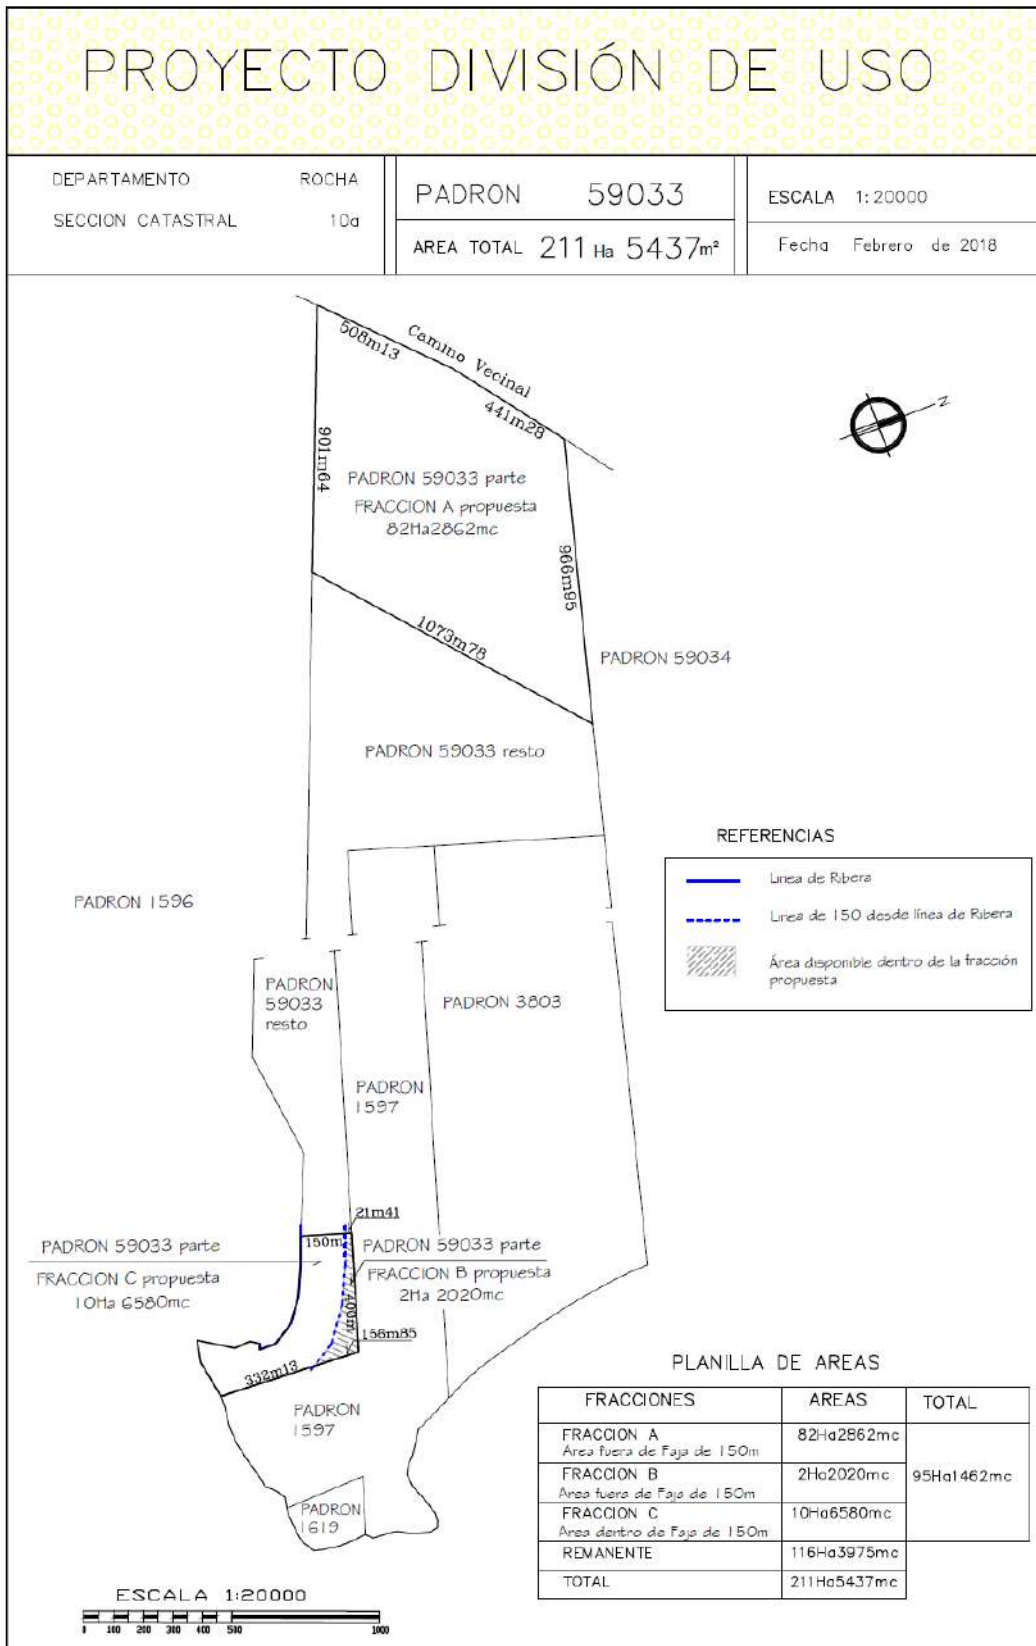 PROYECTO DIVISIÓN DE USO
DEPARTAMENTO ROCHA
SECCION CATASTRAL 10a
PADRON 59033
AREA TOTAL 211 Ha 5437m²
ESCALA 1:20000
Fecha Febrero de 2018
508m13
Camino Vecinal
441m28
N
901m64
PADRON 59033 parte
FRACCION A propuesta
82Ha2862mc
966m95
1073m78
PADRON 59034
PADRON 59033 resto
REFERENCIAS
Linea de Ribera
Linea de 150 desde línea de Ribera
Área disponible dentro de la fracción
propuesta
PADRON 1596
PADRON
59033
resto
PADRON 3803
PADRON
1597
21m41
150m
PADRON 59033 parte
FRACCION C propuesta
10Ha 6580mc
PADRON 59033 parte
FRACCION B propuesta
2Ha 2020mc
400m
156m85
332m13
PADRON
1597
PADRON
1619
PLANILLA DE AREAS
FRACCIONES AREAS TOTAL
FRACCION A 82Ha2862mc
Area fuera de Faja de 150m
FRACCION B 2Ha2020mc 95Ha1462mc
Area fuera de Faja de 150m
FRACCION C 10Ha6580mc
Area dentro de Faja de 150m
REMANENTE 116Ha3975mc
TOTAL 211Ha5437mc
ESCALA 1:20000
0 100 200 300 400 500 1000